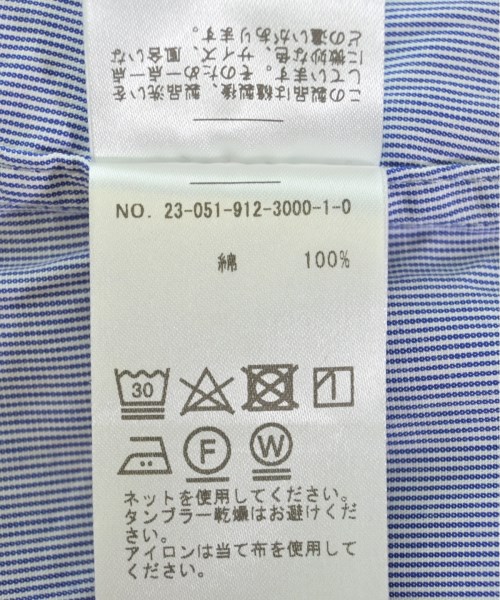 この製品は縫製後、製品洗いを
しています。そのため一点一点
に微妙な色、サイズ、風合いな
どの違いがあります。
NO. 23-051-912-3000-1-0
綿 100%
30
F W
ネットを使用してください。
タンブラー乾燥はお避けくだ
さい。
アイロンは当て布を使用して
ください。